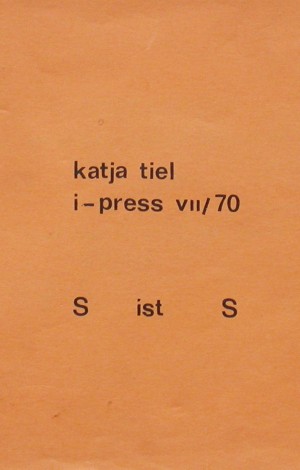 katja tiel
i-press VII/70
S ist S